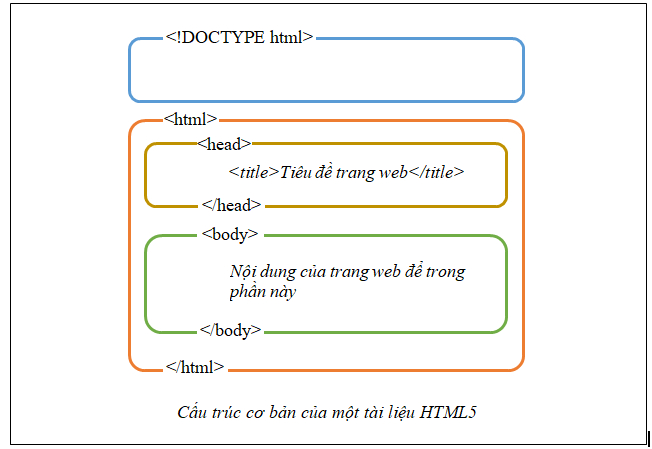 <!DOCTYPE html>
<html>
<head>
<title>Tiêu đề trang web</title>
</head>
<body>
Nội dung của trang web để trong
phần này
</body>
</html>
Cấu trúc cơ bản của một tài liệu HTML5